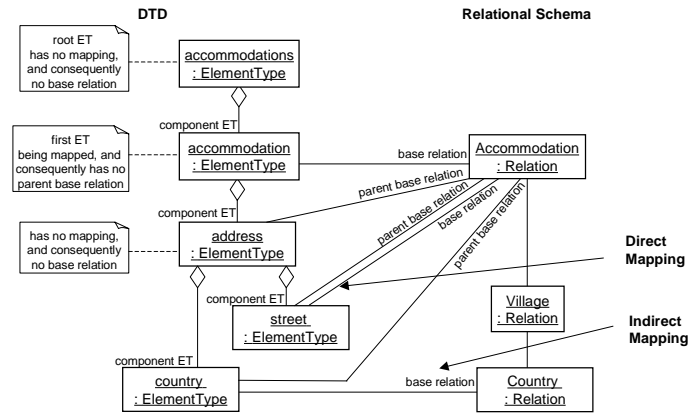 DTD
Relational Schema
root ET
has no mapping,
and consequently
no base relation
accommodations
: ElementType
component ET
first ET
being mapped, and
consequently has no
parent base relation
accommodation
: ElementType
base relation
Accommodation
: Relation
parent base relation
component ET
parent base relation
base relation
parent base relation
has no mapping,
and consequently
no base relation
address
: ElementType
Direct
Mapping
component ET
street
: ElementType
Village
: Relation
Indirect
Mapping
component ET
country
: ElementType
base relation
Country
: Relation